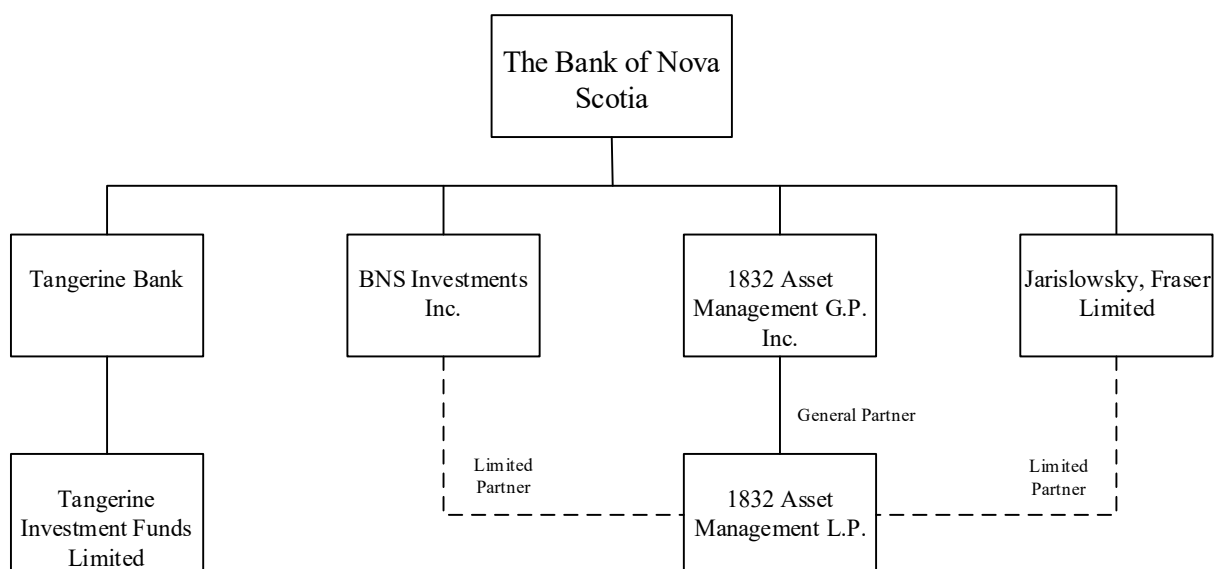 The Bank of Nova
Scotia
Tangerine Bank
BNS Investments
Inc.
1832 Asset
Management G.P.
Inc.
Jarislowsky, Fraser
Limited
General Partner
Limited
Partner
Limited
Partner
Tangerine
Investment Funds
Limited
1832 Asset
Management L.P.